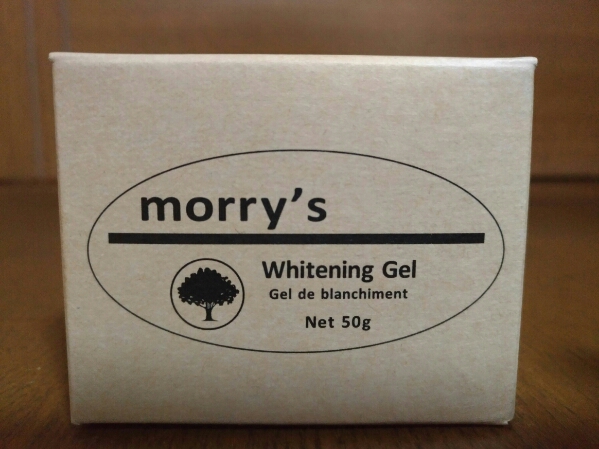 morry's
Whitening Gel
Gel de blanchiment
Net 50g